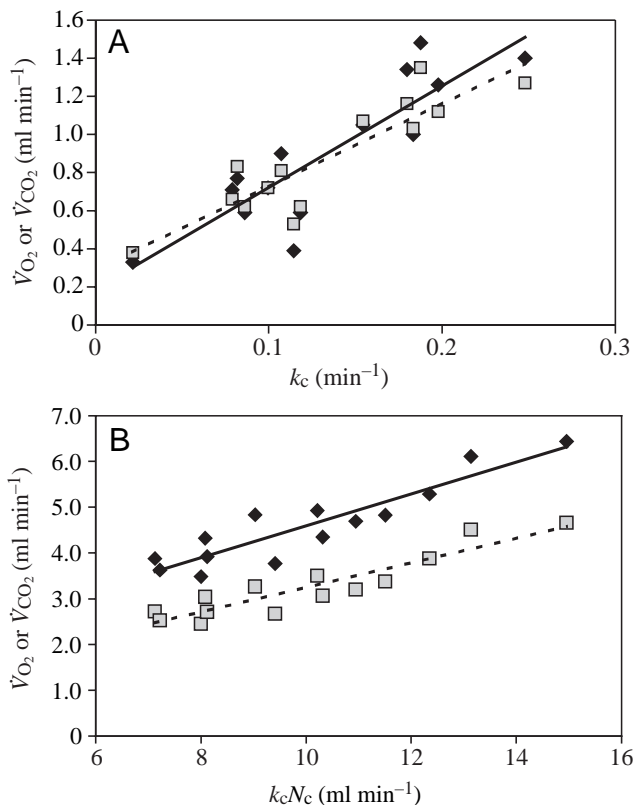 A
1.6
1.4
1.2
1.0
0.8
0.6
0.4
0.2
0
V̇O₂ or V̇CO₂ (ml min⁻¹)
0 0.1 0.2 0.3
kc (min⁻¹)
B
7.0
6.0
5.0
4.0
3.0
2.0
1.0
0
V̇O₂ or V̇CO₂ (ml min⁻¹)
6 8 10 12 14 16
kcNc (ml min⁻¹)